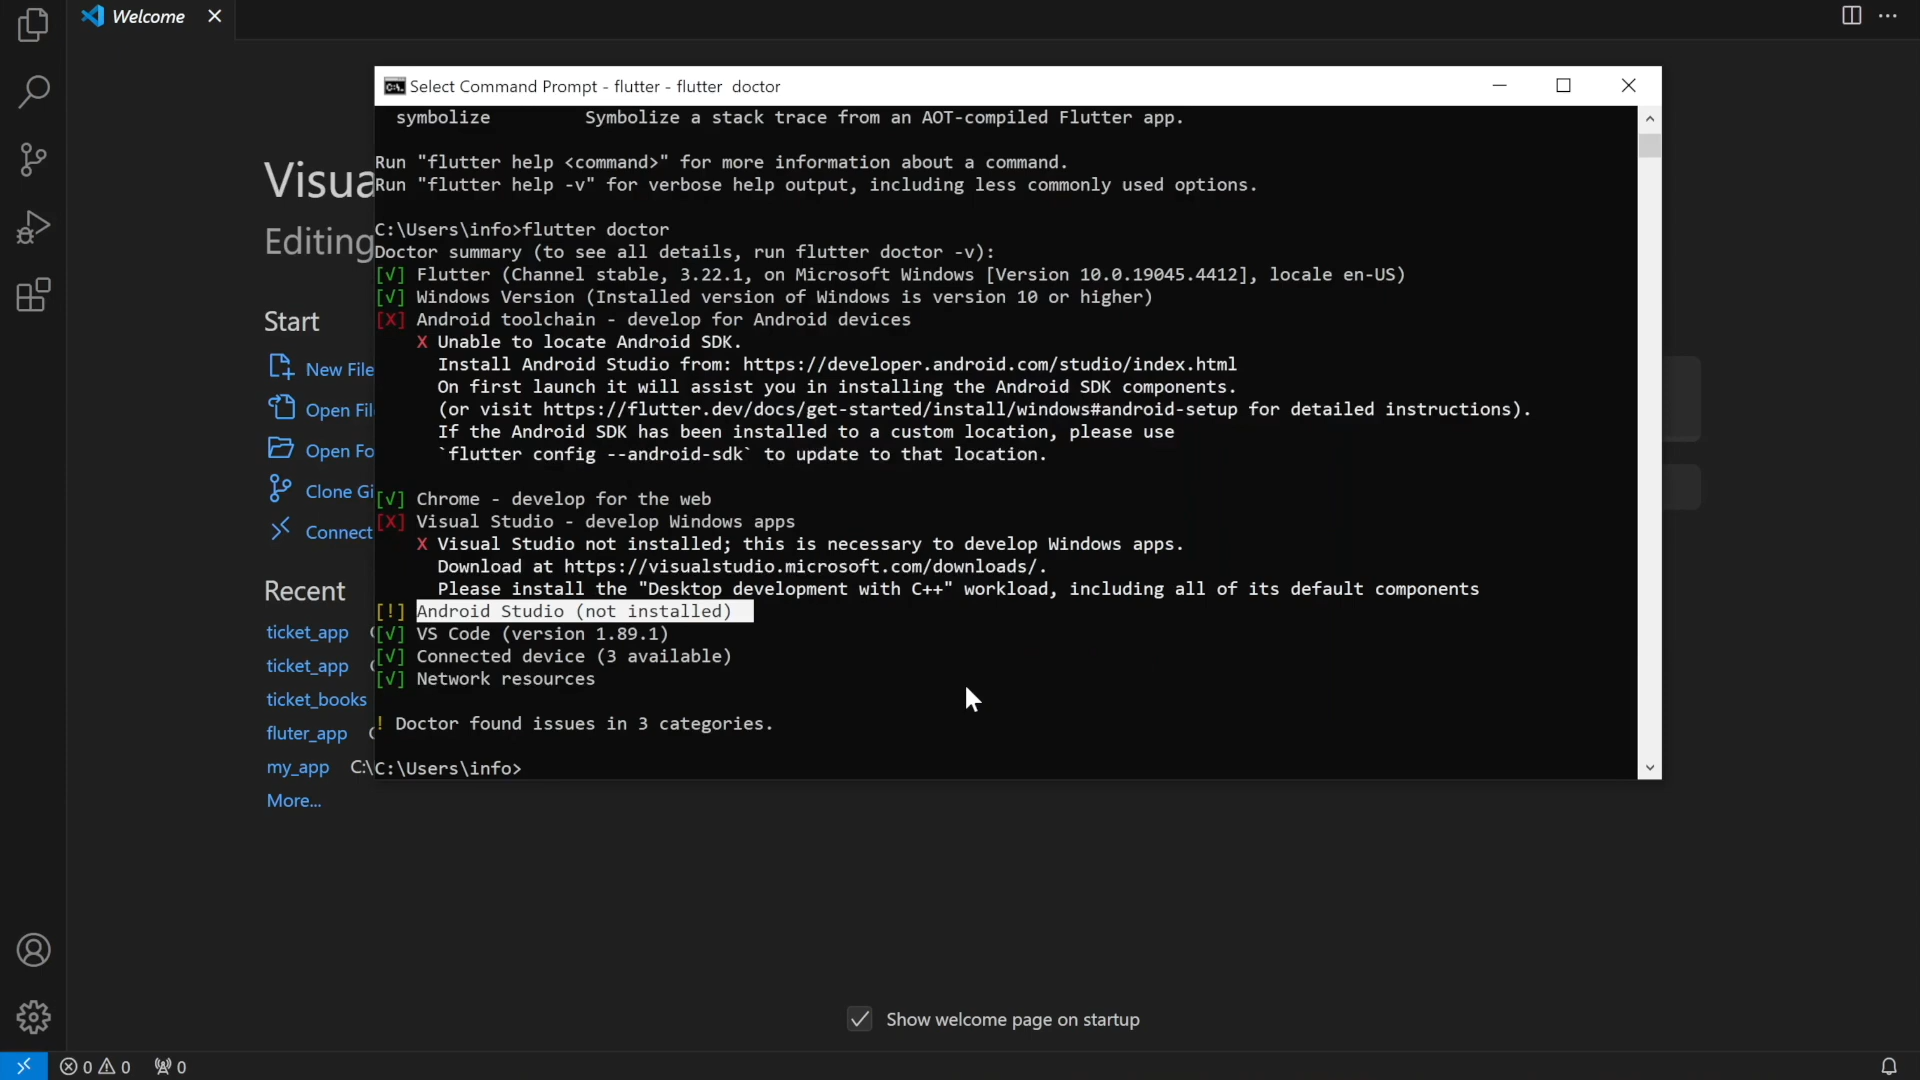 Welcome
Select Command Prompt - flutter - flutter  doctor
symbolize         Symbolize a stack trace from an AOT-compiled Flutter app.
Run "flutter help <command>" for more information about a command.
Run "flutter help -v" for verbose help output, including less commonly used options.
C:\Users\info>flutter doctor
Doctor summary (to see all details, run flutter doctor -v):
[√] Flutter (Channel stable, 3.22.1, on Microsoft Windows [Version 10.0.19045.4412], locale en-US)
[√] Windows Version (Installed version of Windows is version 10 or higher)
[X] Android toolchain - develop for Android devices
X Unable to locate Android SDK.
Install Android Studio from: https://developer.android.com/studio/index.html
On first launch it will assist you in installing the Android SDK components.
(or visit https://flutter.dev/docs/get-started/install/windows#android-setup for detailed instructions).
If the Android SDK has been installed to a custom location, please use
`flutter config --android-sdk` to update to that location.
[√] Chrome - develop for the web
[X] Visual Studio - develop Windows apps
X Visual Studio not installed; this is necessary to develop Windows apps.
Download at https://visualstudio.microsoft.com/downloads/.
Please install the "Desktop development with C++" workload, including all of its default components
[!] Android Studio (not installed)
[√] VS Code (version 1.89.1)
[√] Connected device (3 available)
[√] Network resources
! Doctor found issues in 3 categories.
C:\Users\info>
Visua
Editing
Start
New File
Open Fil
Open Fo
Clone Gi
Connect
Recent
ticket_app
ticket_app
ticket_books
fluter_app
my_app C:\
More...
Show welcome page on startup
0 0 0